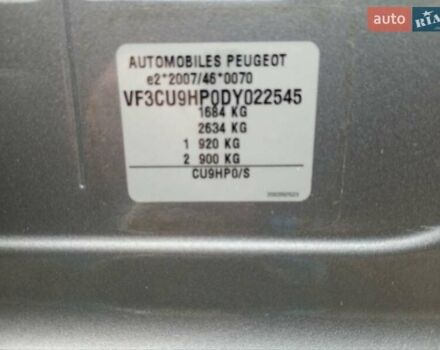 auto RIA
AUTOMOBILES PEUGEOT
e2*2007/46*0070
VF3CU9HP0DY022545
1684 KG
2634 KG
1 920 KG
2 900 KG
CU9HP0/S